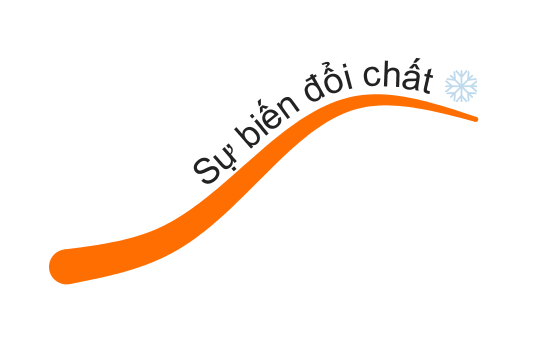 Sự biến đổi chất ❄